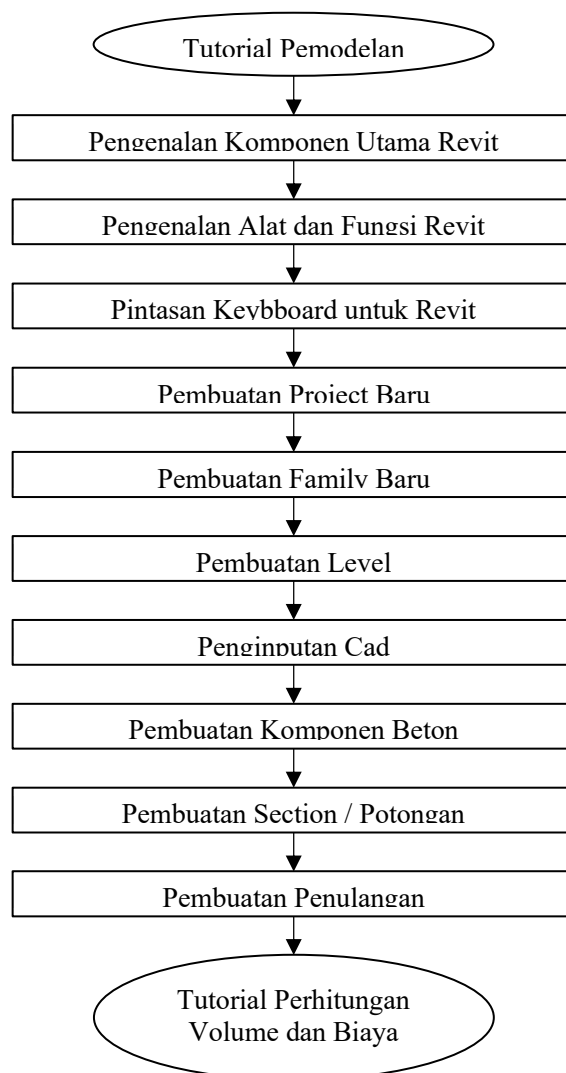 Tutorial Pemodelan
Pengenalan Komponen Utama Revit
Pengenalan Alat dan Fungsi Revit
Pintasan Keybboard untuk Revit
Pembuatan Project Baru
Pembuatan Family Baru
Pembuatan Level
Penginputan Cad
Pembuatan Komponen Beton
Pembuatan Section / Potongan
Pembuatan Penulangan
Tutorial Perhitungan
Volume dan Biaya